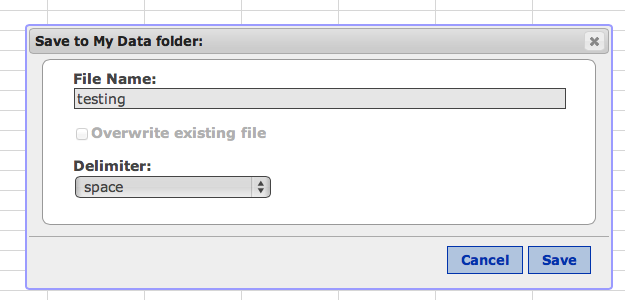 Save to My Data folder:
File Name:
testing
Overwrite existing file
Delimiter:
space
Cancel Save